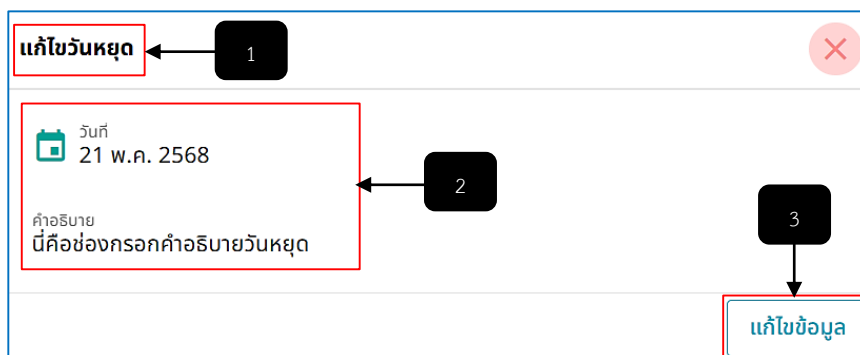 แก้ไขวันหยุด
1
วันที่
21 พ.ค. 2568
2
คำอธิบาย
นี่คือช่องกรอกคำอธิบายวันหยุด
3
แก้ไขข้อมูล